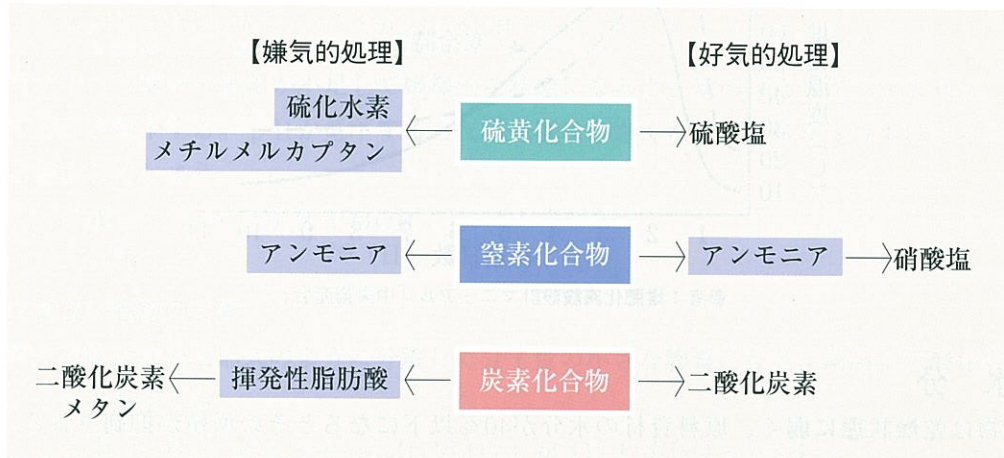 【嫌気的処理】 【好気的処理】
硫化水素
メチルメルカプタン
硫黄化合物
硫酸塩
アンモニア
窒素化合物
アンモニア
硝酸塩
二酸化炭素
メタン
揮発性脂肪酸
炭素化合物
二酸化炭素